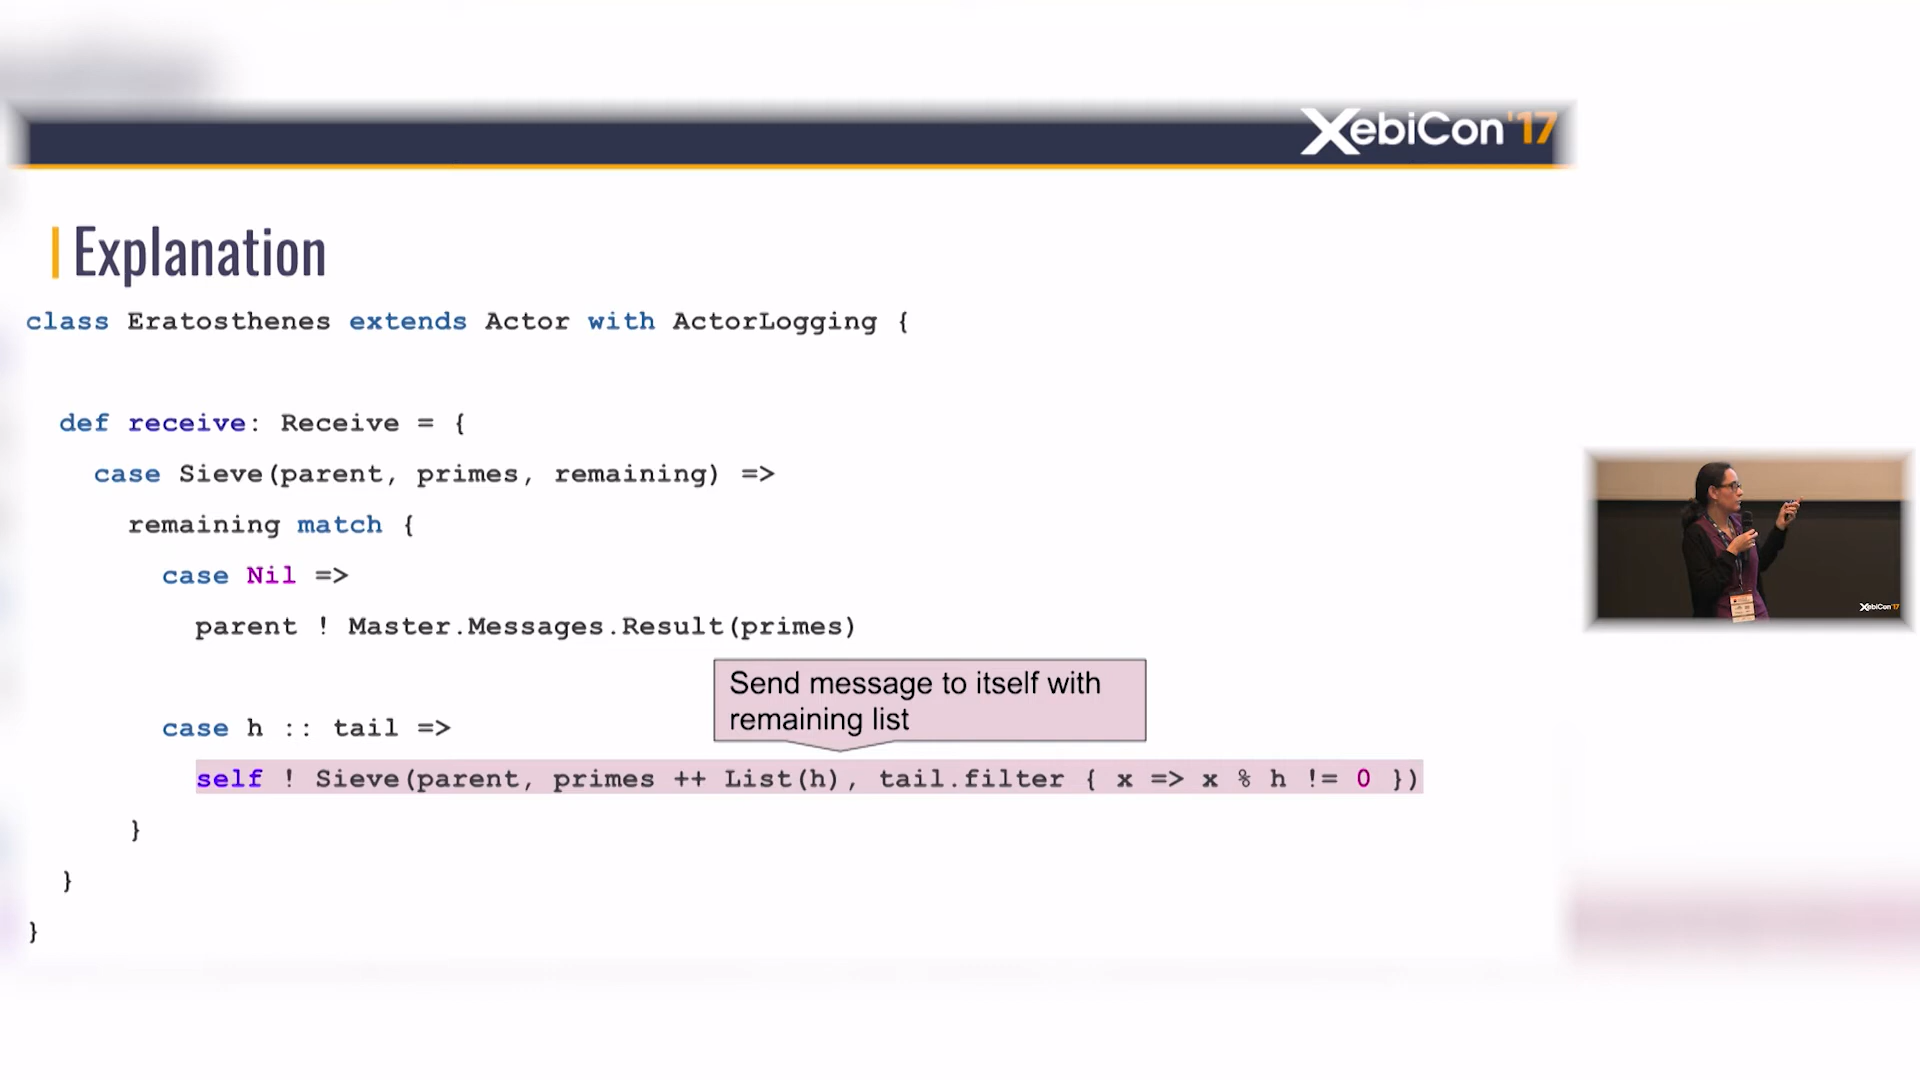 XebiCon'17
Explanation
class Eratosthenes extends Actor with ActorLogging {
def receive: Receive = {
case Sieve(parent, primes, remaining) =>
remaining match {
case Nil =>
parent ! Master.Messages.Result(primes)
Send message to itself with
remaining list
case h :: tail =>
self ! Sieve(parent, primes ++ List(h), tail.filter { x => x % h != 0 })
}
}
}
XebiCon'17